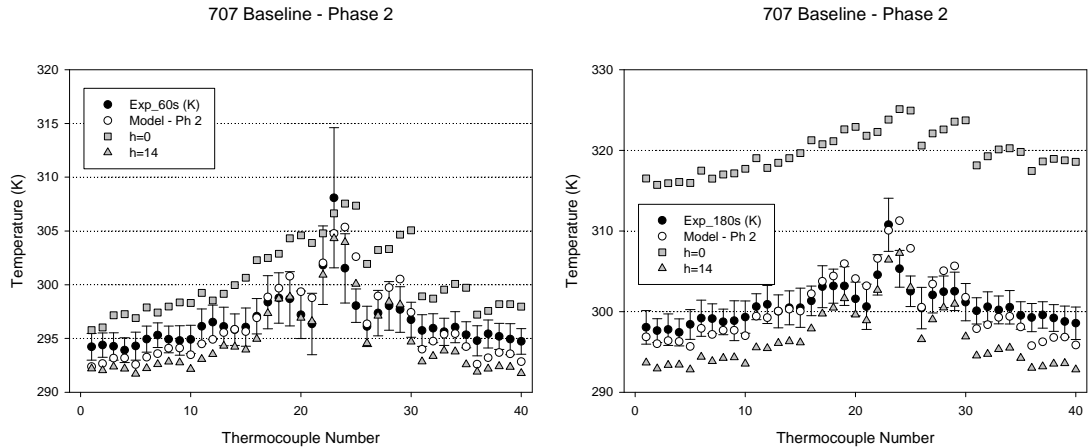 707 Baseline - Phase 2
320
315
310
305
300
295
290
Temperature (K)
Exp_60s (K)
Model - Ph 2
h=0
h=14
0 10 20 30 40
Thermocouple Number
707 Baseline - Phase 2
330
320
310
300
290
Temperature (K)
Exp_180s (K)
Model - Ph 2
h=0
h=14
0 10 20 30 40
Thermocouple Number